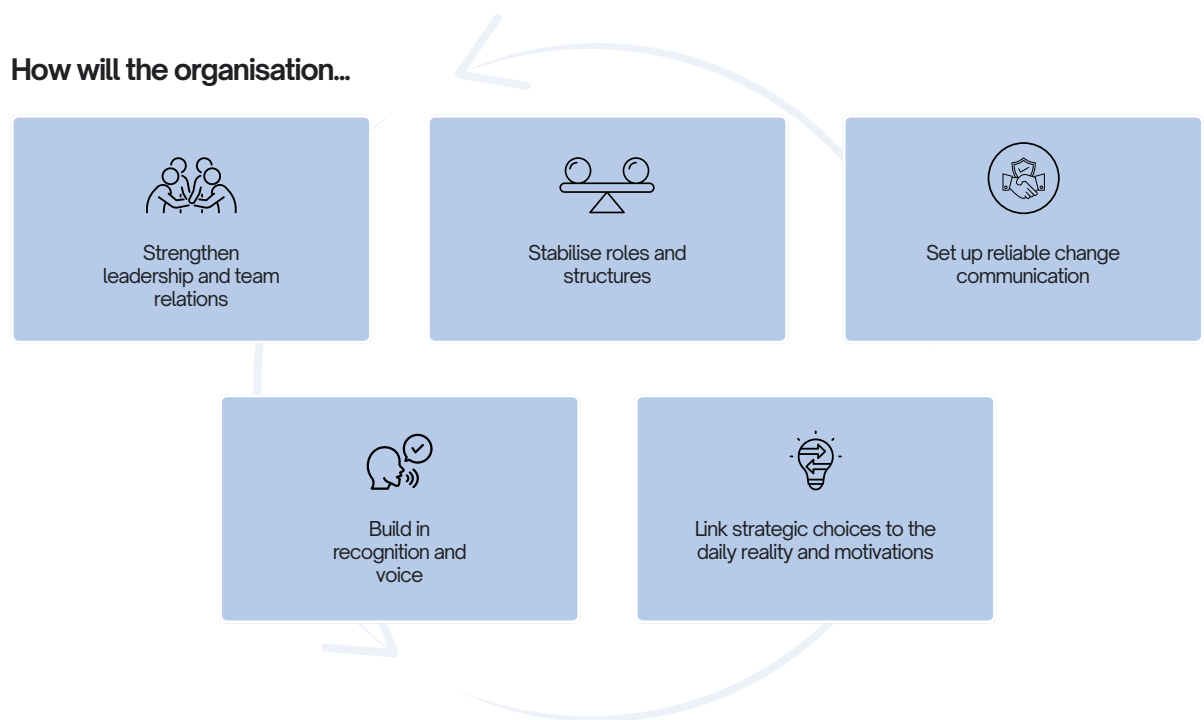 How will the organisation...
Strengthen
leadership and team
relations
Stabilise roles and
structures
Set up reliable change
communication
Build in
recognition and
voice
Link strategic choices to the
daily reality and motivations